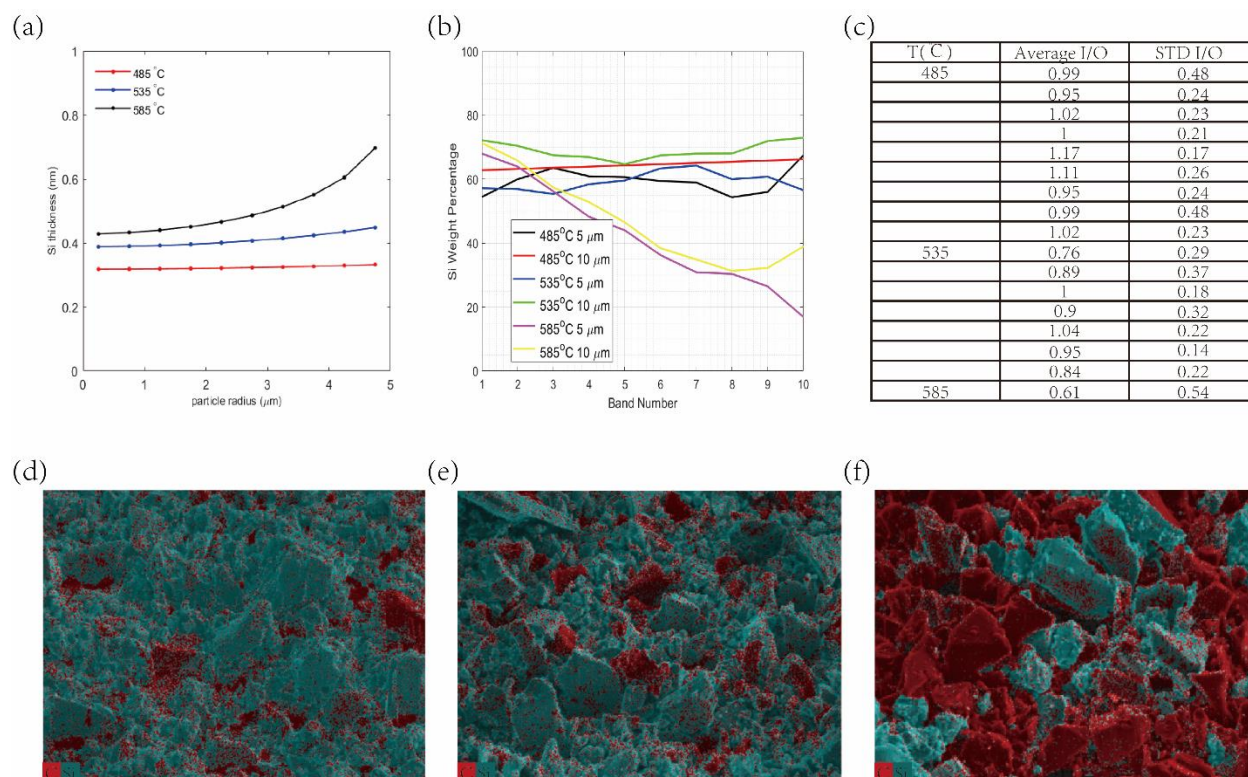 (a)
Si thickness (nm)
1
0.8
0.6
0.4
0.2
0
0 1 2 3 4 5
particle radius (μm)
485 °C
535 °C
585 °C
(b)
Si Weight Percentage
100
80
60
40
20
0
1 2 3 4 5 6 7 8 9 10
Band Number
485°C 5 μm
485°C 10 μm
535°C 5 μm
535°C 10 μm
585°C 5 μm
585°C 10 μm
(c)
T(℃) Average I/O STD I/O
485 0.99 0.48
0.95 0.24
1.02 0.23
1 0.21
1.17 0.17
1.11 0.26
0.95 0.24
0.99 0.48
1.02 0.23
535 0.76 0.29
0.89 0.37
1 0.18
0.9 0.32
1.04 0.22
0.95 0.14
0.84 0.22
585 0.61 0.54
(d)
C Si
(e)
C Si
(f)
C Si